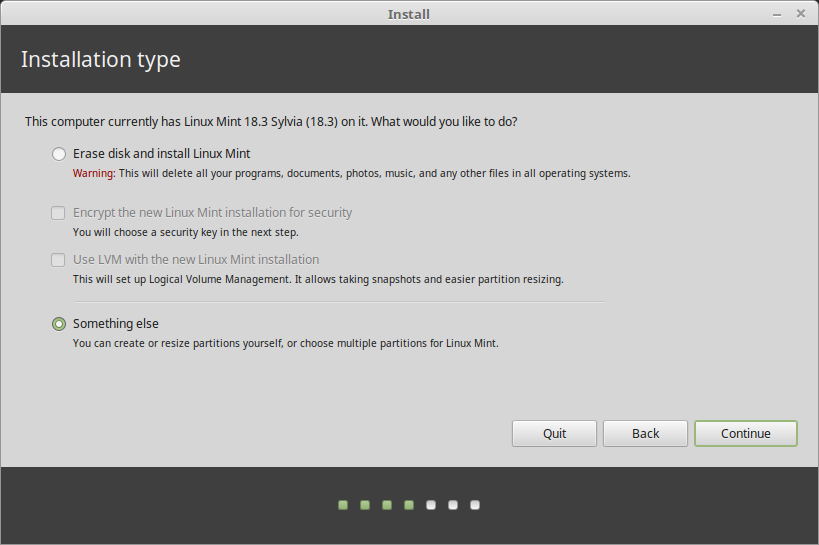 Install
Installation type
This computer currently has Linux Mint 18.3 Sylvia (18.3) on it. What would you like to do?
Erase disk and install Linux Mint
Warning: This will delete all your programs, documents, photos, music, and any other files in all operating systems.
Encrypt the new Linux Mint installation for security
You will choose a security key in the next step.
Use LVM with the new Linux Mint installation
This will set up Logical Volume Management. It allows taking snapshots and easier partition resizing.
Something else
You can create or resize partitions yourself, or choose multiple partitions for Linux Mint.
Quit
Back
Continue